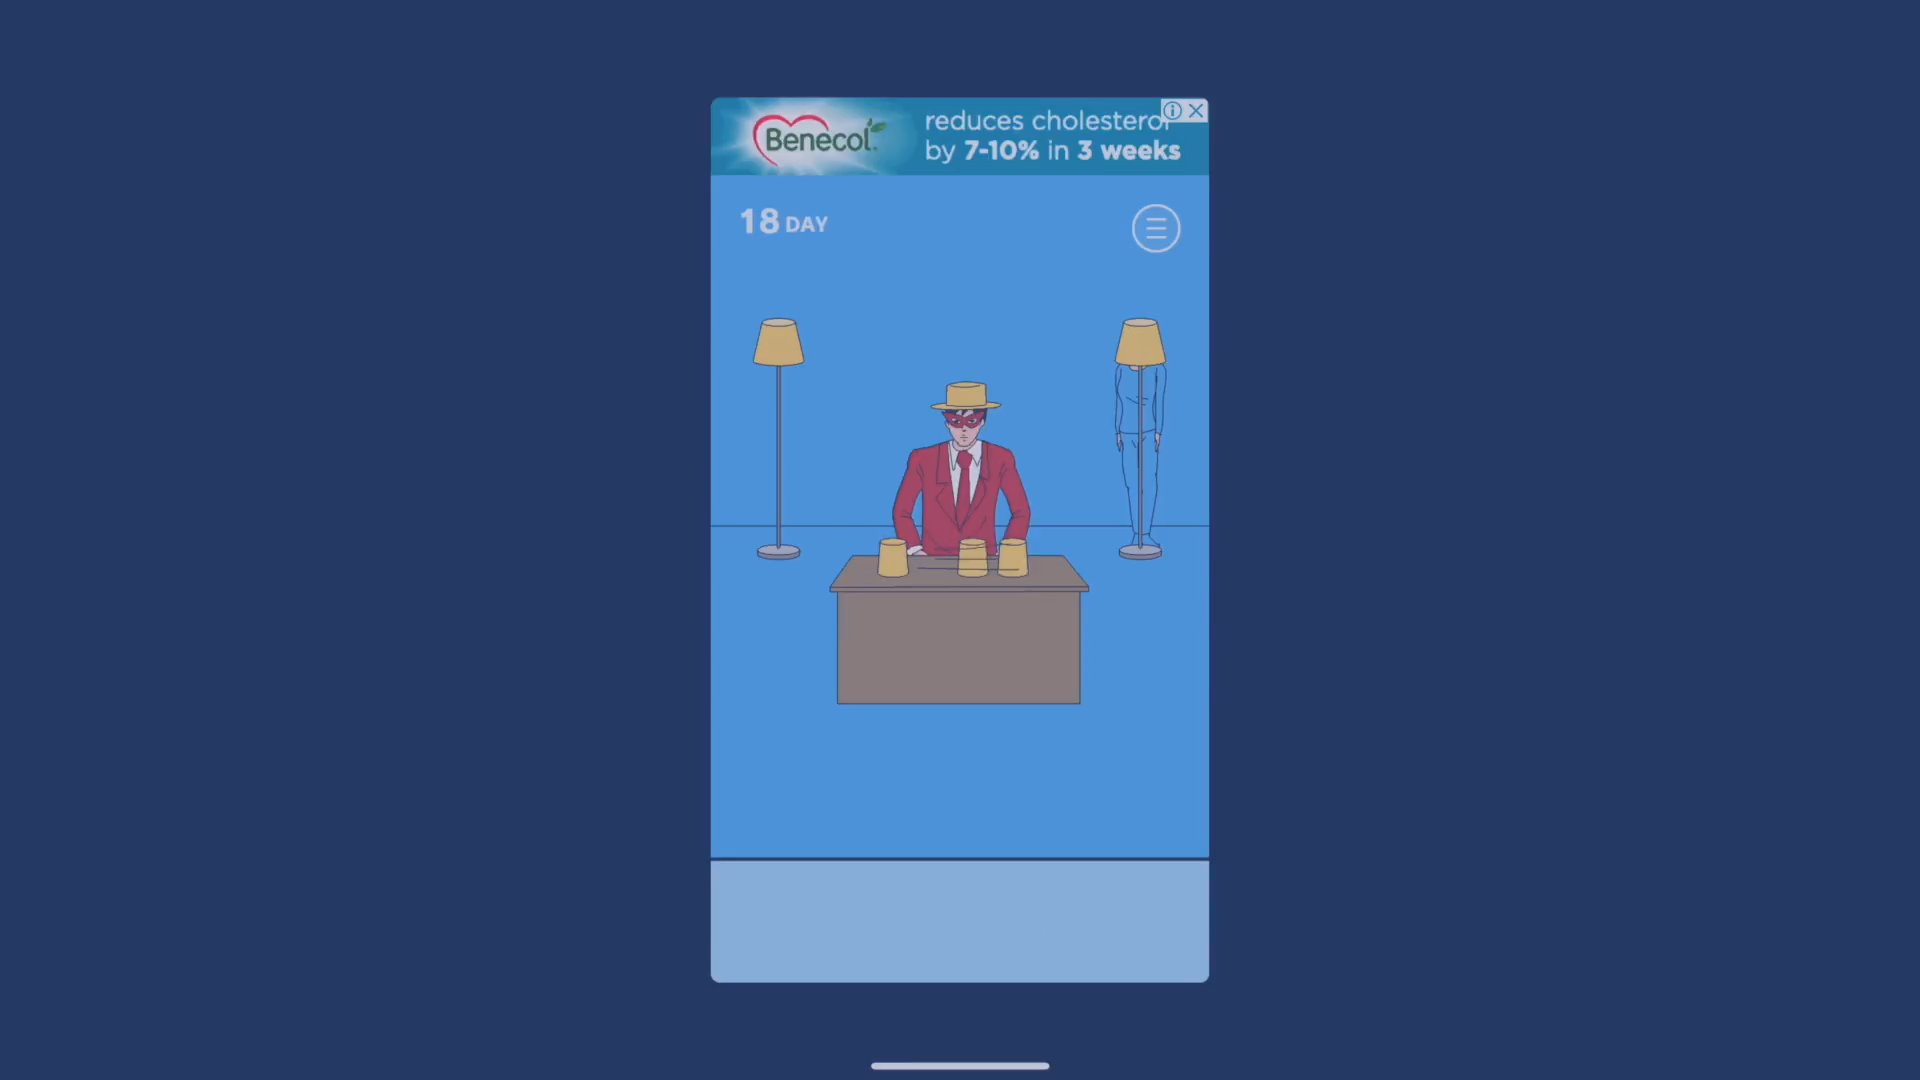 Benecol.
reduces cholesterol
by 7-10% in 3 weeks
18 DAY